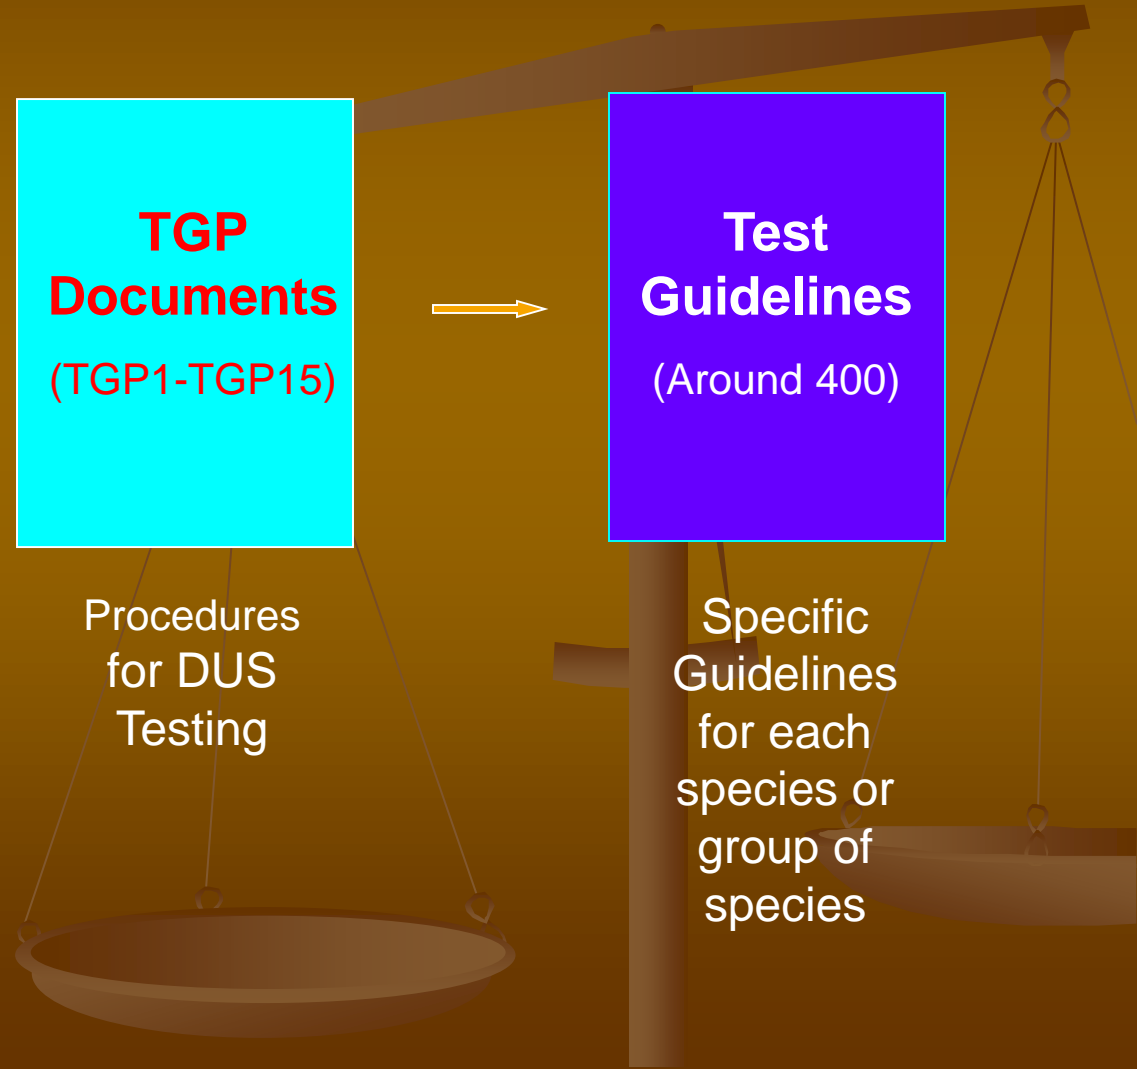 TGP
Documents
(TGP1-TGP15)
Test
Guidelines
(Around 400)
Procedures
for DUS
Testing
Specific
Guidelines
for each
species or
group of
species